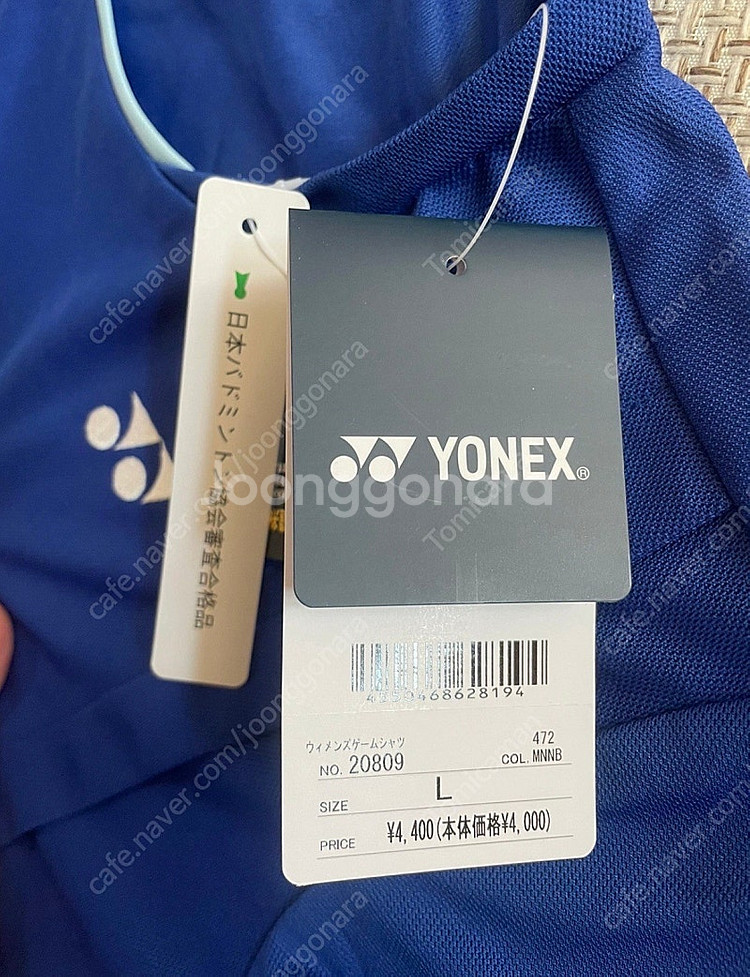 日本バドミントン協会審査合格品
YONEX®
ウィメンズゲームシャツ
NO. 20809
472
COL. MNNB
SIZE
L
PRICE
¥4,400(本体価格¥4,000)
joonggonara
cafe.naver.com/joonggonara